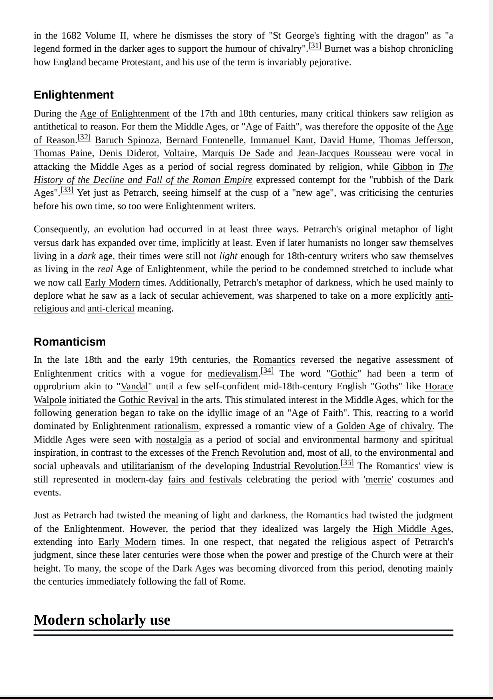 in the 1682 Volume II, where he dismisses the story of "St George's fighting with the dragon" as "a
legend formed in the darker ages to support the humour of chivalry".[31] Burnet was a bishop chronicling
how England became Protestant, and his use of the term is invariably pejorative.
Enlightenment
During the Age of Enlightenment of the 17th and 18th centuries, many critical thinkers saw religion as
antithetical to reason. For them the Middle Ages, or "Age of Faith", was therefore the opposite of the Age
of Reason.[32] Baruch Spinoza, Bernard Fontenelle, Immanuel Kant, David Hume, Thomas Jefferson,
Thomas Paine, Denis Diderot, Voltaire, Marquis De Sade and Jean-Jacques Rousseau were vocal in
attacking the Middle Ages as a period of social regress dominated by religion, while Gibbon in The
History of the Decline and Fall of the Roman Empire expressed contempt for the "rubbish of the Dark
Ages".[33] Yet just as Petrarch, seeing himself at the cusp of a "new age", was criticising the centuries
before his own time, so too were Enlightenment writers.
Consequently, an evolution had occurred in at least three ways. Petrarch's original metaphor of light
versus dark has expanded over time, implicitly at least. Even if later humanists no longer saw themselves
living in a dark age, their times were still not light enough for 18th-century writers who saw themselves
as living in the real Age of Enlightenment, while the period to be condemned stretched to include what
we now call Early Modern times. Additionally, Petrarch's metaphor of darkness, which he used mainly to
deplore what he saw as a lack of secular achievement, was sharpened to take on a more explicitly anti-
religious and anti-clerical meaning.
Romanticism
In the late 18th and the early 19th centuries, the Romantics reversed the negative assessment of
Enlightenment critics with a vogue for medievalism.[34] The word "Gothic" had been a term of
opprobrium akin to "Vandal" until a few self-confident mid-18th-century English "Goths" like Horace
Walpole initiated the Gothic Revival in the arts. This stimulated interest in the Middle Ages, which for the
following generation began to take on the idyllic image of an "Age of Faith". This, reacting to a world
dominated by Enlightenment rationalism, expressed a romantic view of a Golden Age of chivalry. The
Middle Ages were seen with nostalgia as a period of social and environmental harmony and spiritual
inspiration, in contrast to the excesses of the French Revolution and, most of all, to the environmental and
social upheavals and utilitarianism of the developing Industrial Revolution.[35] The Romantics' view is
still represented in modern-day fairs and festivals celebrating the period with 'merrie' costumes and
events.
Just as Petrarch had twisted the meaning of light and darkness, the Romantics had twisted the judgment
of the Enlightenment. However, the period that they idealized was largely the High Middle Ages,
extending into Early Modern times. In one respect, that negated the religious aspect of Petrarch's
judgment, since these later centuries were those when the power and prestige of the Church were at their
height. To many, the scope of the Dark Ages was becoming divorced from this period, denoting mainly
the centuries immediately following the fall of Rome.
Modern scholarly use